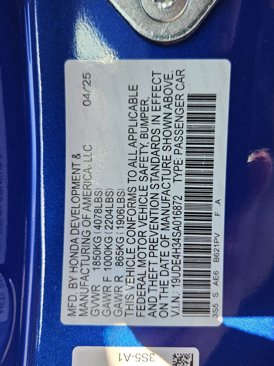 MFD. BY HONDA DEVELOPMENT &
MANUFACTURING OF AMERICA, LLC 04/25
GVWR 1850KG(4078LBS)
GAWR F 1000KG(2204LBS)
GAWR R 865KG(1906LBS)
THIS VEHICLE CONFORMS TO ALL APPLICABLE
FEDERAL MOTOR VEHICLE SAFETY, BUMPER,
AND THEFT PREVENTION STANDARDS IN EFFECT
ON THE DATE OF MANUFACTURE SHOWN ABOVE.
V.I.N.: 19UDE4H34SA016872 TYPE: PASSENGER CAR
3S5 S AE6 B621PV F A
3S5-A1